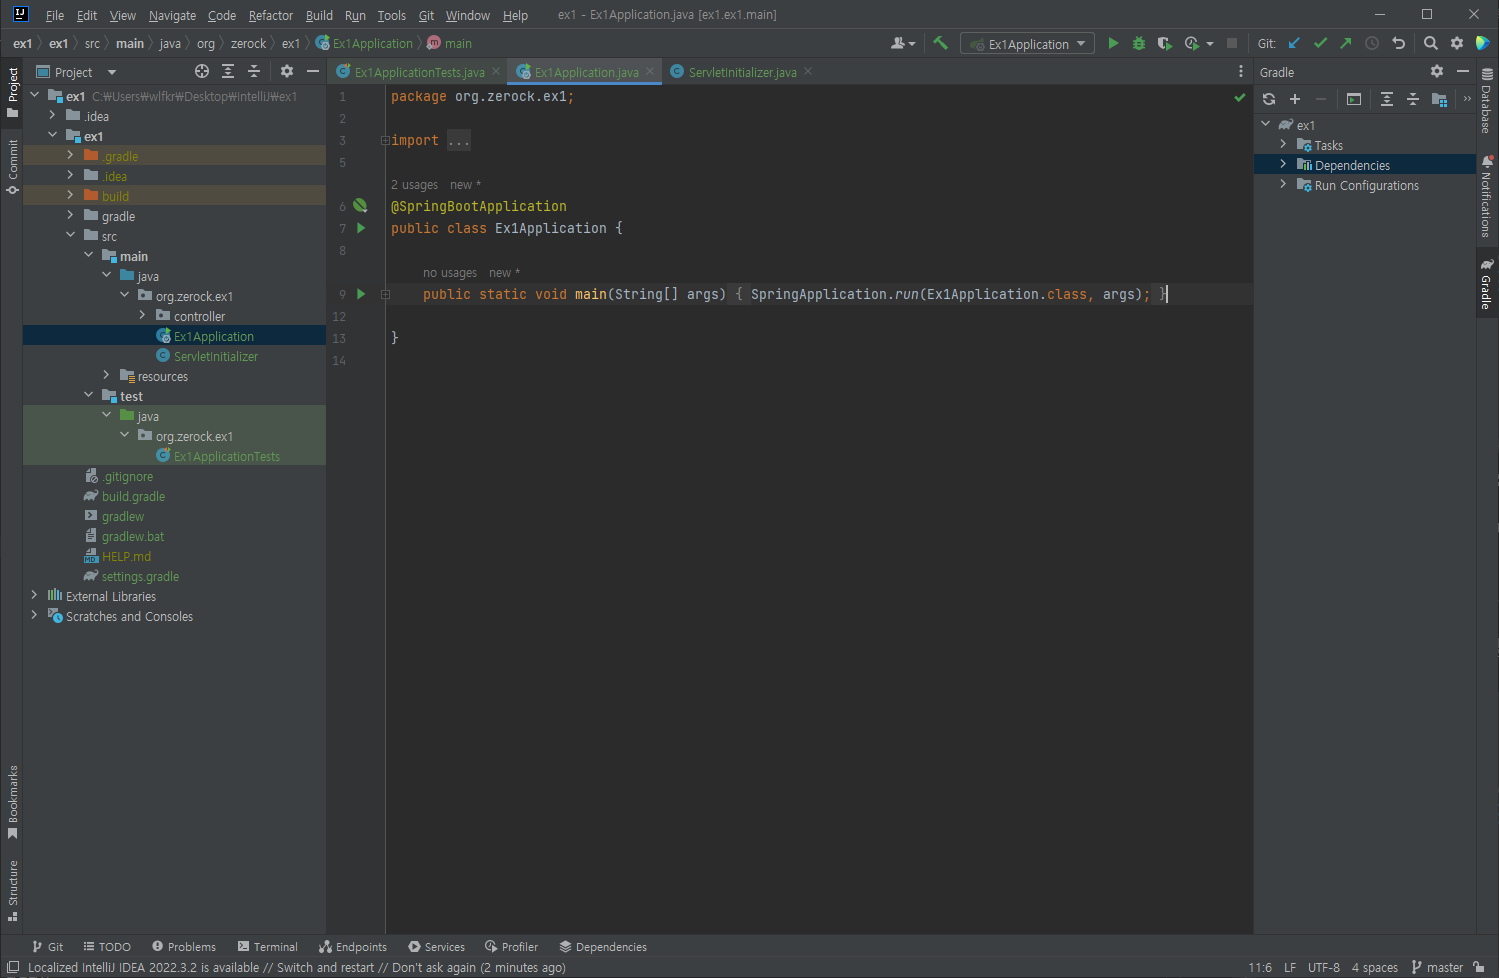 File Edit View Navigate Code Refactor Build Run Tools Git Window Help ex1 - Ex1Application.java [ex1.ex1.main]
ex1 ex1 src main java org zerock ex1 Ex1Application main
Ex1Application
Git:
Project
Ex1ApplicationTests.java
Ex1Application.java
ServletInitializer.java
Gradle
Project
Commit
Bookmarks
Structure
ex1 C:₩Users₩wlfkr₩Desktop₩IntelliJ₩ex1
.idea
ex1
.gradle
.idea
build
gradle
src
main
java
org.zerock.ex1
controller
Ex1Application
ServletInitializer
resources
test
java
org.zerock.ex1
Ex1ApplicationTests
.gitignore
build.gradle
gradlew
gradlew.bat
HELP.md
settings.gradle
External Libraries
Scratches and Consoles
1 package org.zerock.ex1;
2
3 import ...
5
2 usages new *
6 @SpringBootApplication
7 public class Ex1Application {
8
no usages new *
9 public static void main(String[] args) { SpringApplication.run(Ex1Application.class, args); }
12
13 }
14
ex1
Tasks
Dependencies
Run Configurations
Database
Notifications
Gradle
Git TODO Problems Terminal Endpoints Services Profiler Dependencies
Localized IntelliJ IDEA 2022.3.2 is available // Switch and restart // Don't ask again (2 minutes ago)
11:6 LF UTF-8 4 spaces master